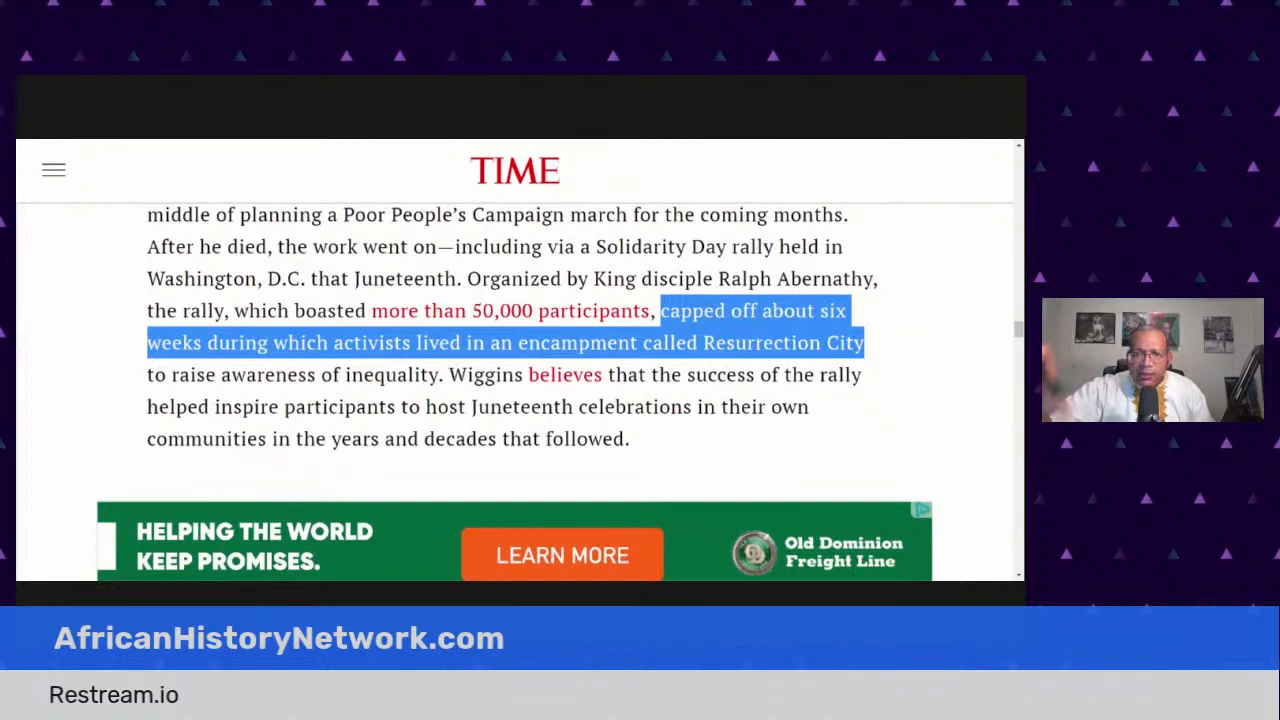 TIME
middle of planning a Poor People's Campaign march for the coming months.
After he died, the work went on—including via a Solidarity Day rally held in
Washington, D.C. that Juneteenth. Organized by King disciple Ralph Abernathy,
the rally, which boasted more than 50,000 participants, capped off about six
weeks during which activists lived in an encampment called Resurrection City
to raise awareness of inequality. Wiggins believes that the success of the rally
helped inspire participants to host Juneteenth celebrations in their own
communities in the years and decades that followed.
HELPING THE WORLD
KEEP PROMISES.
LEARN MORE
Old Dominion
Freight Line
AfricanHistoryNetwork.com
Restream.io